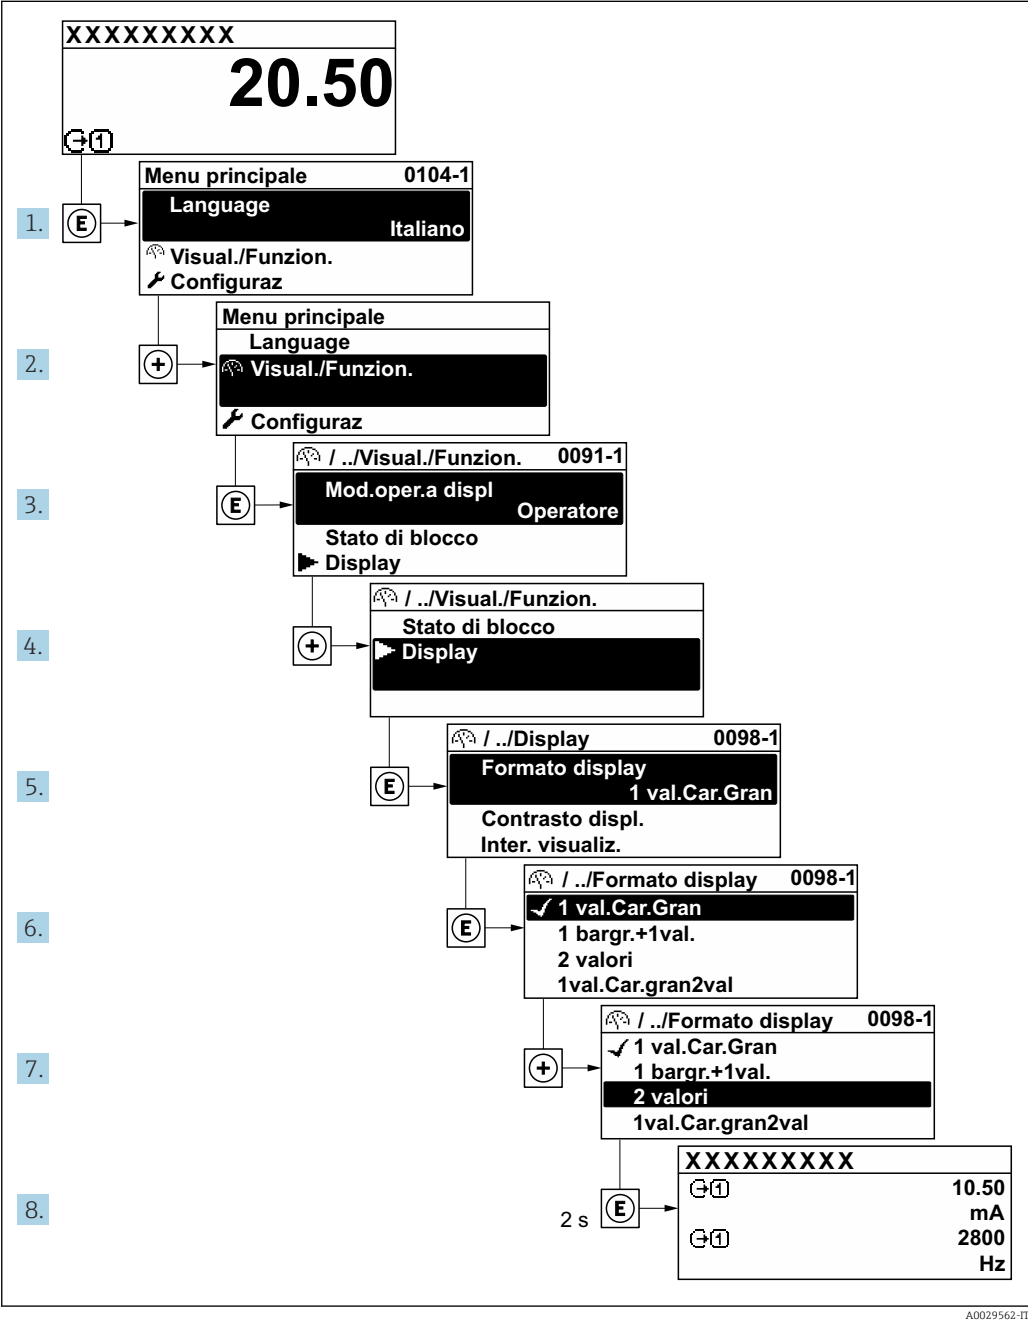 XXXXXXXXX
20.50
1
Menu principale 0104-1
Language
Italiano
Visual./Funzion.
Configuraz
1. E
Menu principale
Language
Visual./Funzion.
Configuraz
2. +
/ ../Visual./Funzion. 0091-1
Mod.oper.a displ
Operatore
Stato di blocco
Display
3. E
/ ../Visual./Funzion.
Stato di blocco
Display
4. +
/ ../Display 0098-1
Formato display
1 val.Car.Gran
Contrasto displ.
Inter. visualiz.
5. E
/ ../Formato display 0098-1
1 val.Car.Gran
1 bargr.+1val.
2 valori
1val.Car.gran2val
6. E
/ ../Formato display 0098-1
1 val.Car.Gran
1 bargr.+1val.
2 valori
1val.Car.gran2val
7. +
XXXXXXXXX
1 10.50
mA
1 2800
Hz
8. 2 s E
A0029562-IT